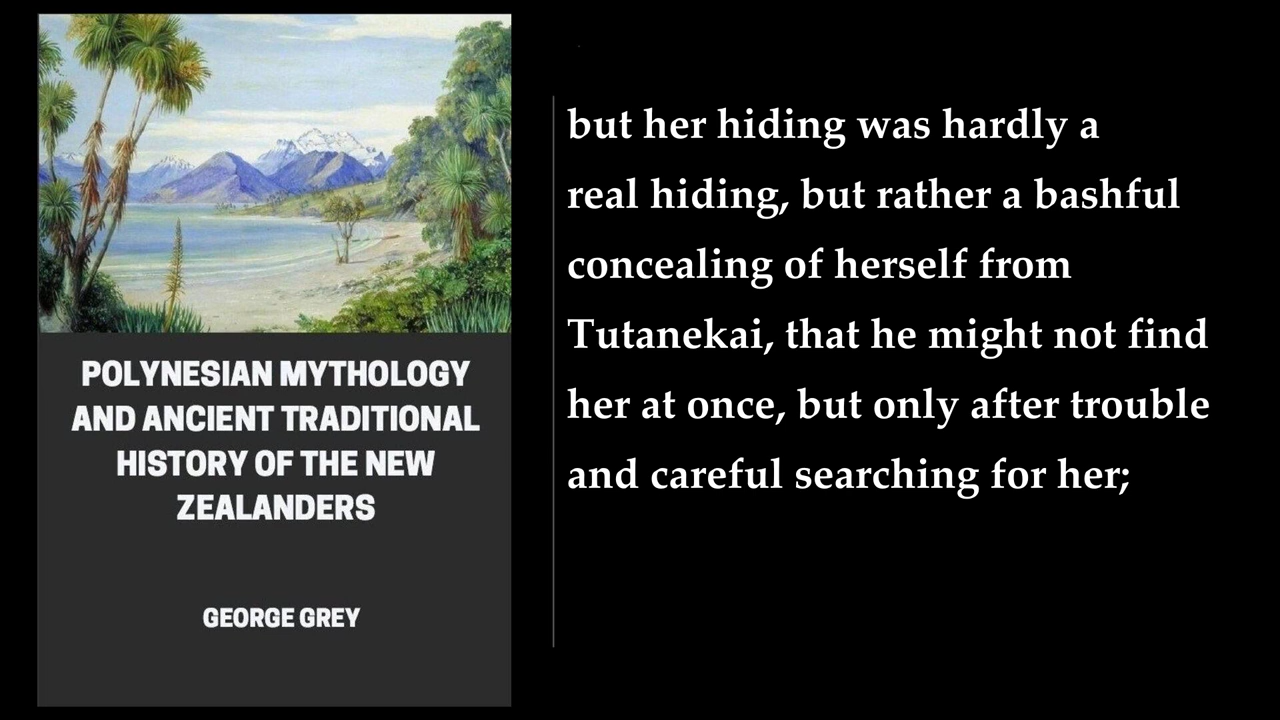 POLYNESIAN MYTHOLOGY
AND ANCIENT TRADITIONAL
HISTORY OF THE NEW
ZEALANDERS
GEORGE GREY
but her hiding was hardly a
real hiding, but rather a bashful
concealing of herself from
Tutanekai, that he might not find
her at once, but only after trouble
and careful searching for her;